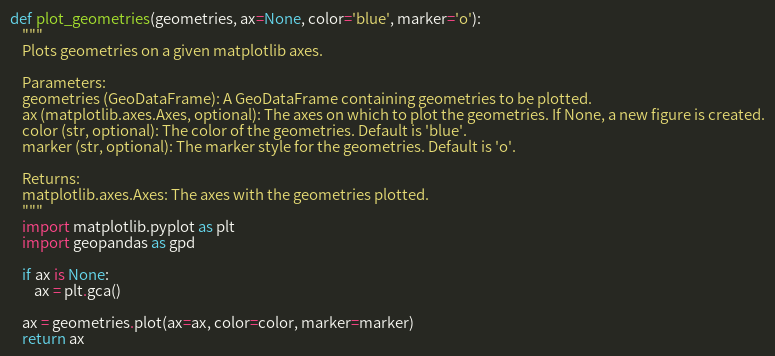 def plot_geometries(geometries, ax=None, color='blue', marker='o'):
    """
    Plots geometries on a given matplotlib axes.

    Parameters:
    geometries (GeoDataFrame): A GeoDataFrame containing geometries to be plotted.
    ax (matplotlib.axes.Axes, optional): The axes on which to plot the geometries. If None, a new figure is created.
    color (str, optional): The color of the geometries. Default is 'blue'.
    marker (str, optional): The marker style for the geometries. Default is 'o'.

    Returns:
    matplotlib.axes.Axes: The axes with the geometries plotted.
    """
    import matplotlib.pyplot as plt
    import geopandas as gpd

    if ax is None:
        ax = plt.gca()

    ax = geometries.plot(ax=ax, color=color, marker=marker)
    return ax